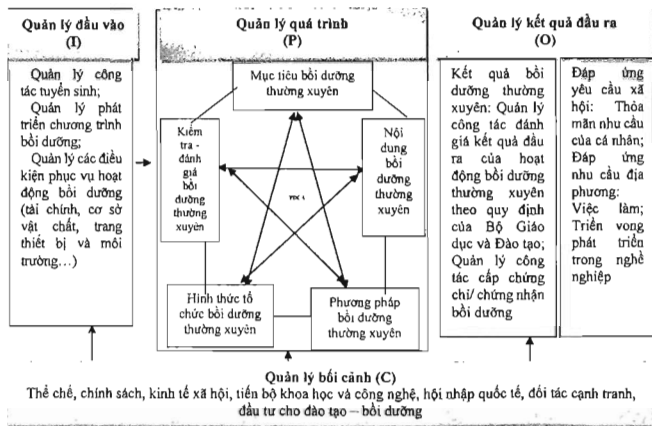 Quản lý đầu vào
(I)
Quản lý công
tác tuyển sinh;
Quản lý phát
triển chương trình
bồi dưỡng;
Quản lý các điều
kiện phục vụ hoạt
động bồi dưỡng
(tài chính, cơ sở
vật chất, trang
thiết bị và môi
trường…)
Quản lý quá trình
(P)
Mục tiêu bồi dưỡng
thường xuyên
Kiểm
tra -
đánh
giá
bồi
dưỡng
thường
xuyên
Nội
dung
bồi
dưỡng
thường
xuyên
Hình thức tổ
chức bồi dưỡng
thường xuyên
Phương pháp
bồi dưỡng
thường xuyên
Quản lý kết quả đầu ra
(O)
Kết quả bồi
dưỡng thường
xuyên: Quản lý
công tác đánh
giá kết quả đầu
ra của hoạt
động bồi dưỡng
thường xuyên
theo quy định
của Bộ Giáo
dục và Đào tạo;
Quản lý công
tác cấp chứng
chỉ/ chứng nhận
bồi dưỡng
Đáp ứng
yêu cầu xã
hội: Thỏa
mãn nhu cầu
của cá nhân;
Đáp ứng
nhu cầu địa
phương:
Việc làm;
Triển vọng
phát triển
trong nghề
nghiệp
Quản lý bối cảnh (C)
Thể chế, chính sách, kinh tế xã hội, tiến bộ khoa học và công nghệ, hội nhập quốc tế, đối tác cạnh tranh,
đầu tư cho đào tạo – bồi dưỡng